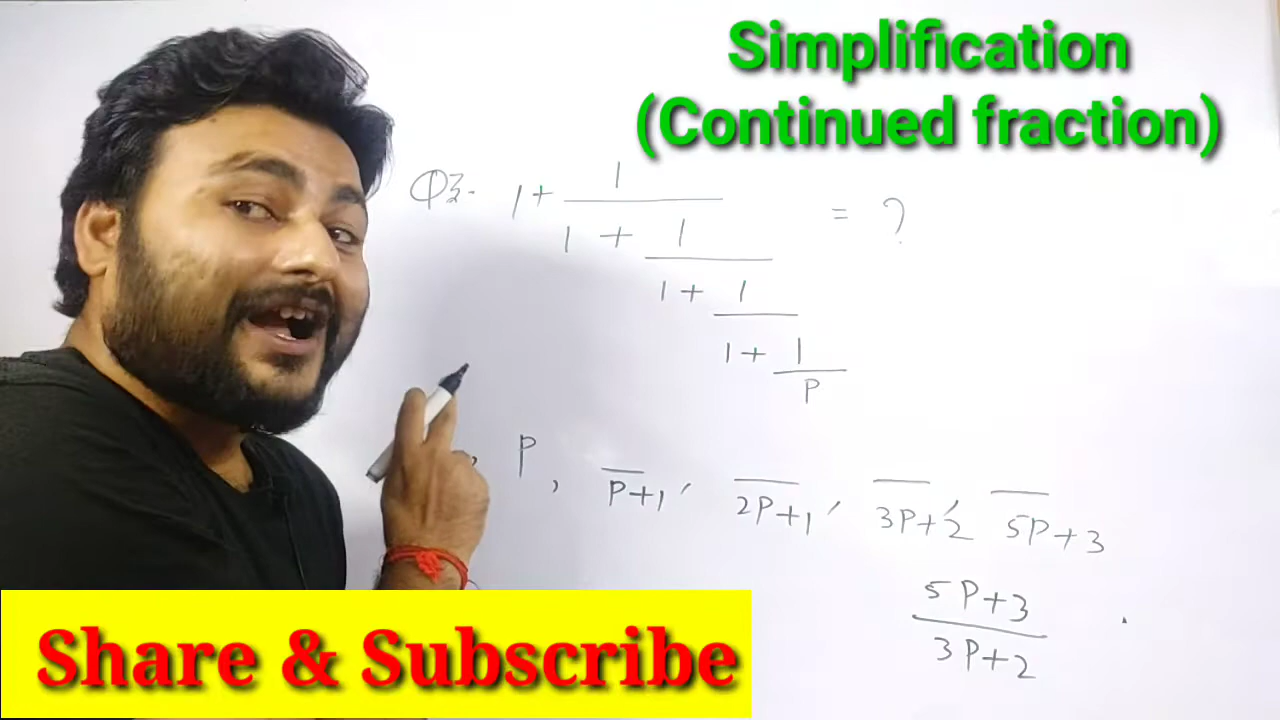 Simplification
(Continued fraction)
Q3. 1 + 1 = ?
1 + 1
1 + 1
1 + 1
P
, P, P+1, 2P+1, 3P+2, 5P+3
5P+3
3P+2
Share & Subscribe